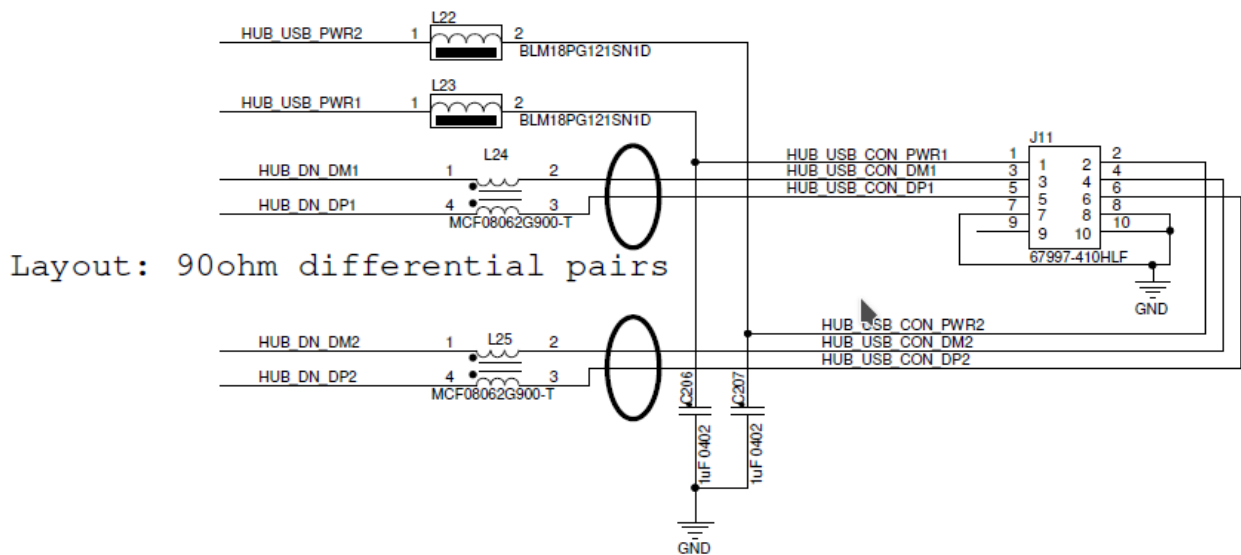 L22
HUB_USB_PWR2 1 2
BLM18PG121SN1D
L23
HUB_USB_PWR1 1 2
BLM18PG121SN1D
L24
HUB_DN_DM1 1 2
HUB_DN_DP1 4 3
MCF08062G900-T
HUB_USB_CON_PWR1
HUB_USB_CON_DM1
HUB_USB_CON_DP1
J11
1 1 2 2
3 3 4 4
5 5 6 6
7 7 8 8
9 9 10 10
67997-410HLF
GND
Layout: 90ohm differential pairs
L25
HUB_DN_DM2 1 2
HUB_DN_DP2 4 3
MCF08062G900-T
HUB_USB_CON_PWR2
HUB_USB_CON_DM2
HUB_USB_CON_DP2
C206
1uF 0402
C207
1uF 0402
GND